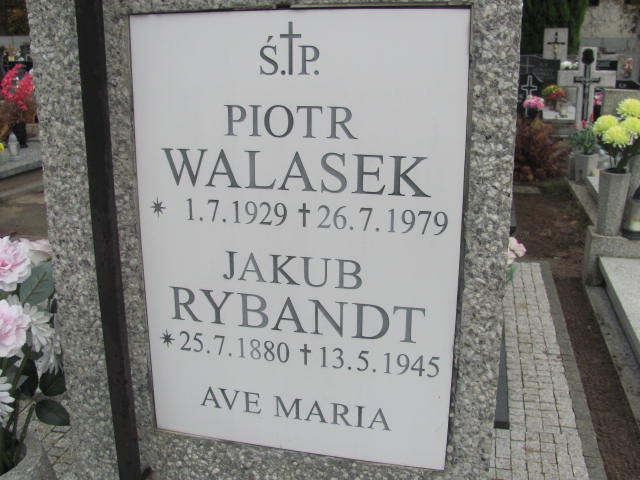 Ś.†P.
PIOTR
WALASEK
* 1.7.1929 † 26.7.1979
JAKUB
RYBANDT
* 25.7.1880 † 13.5.1945
AVE MARIA